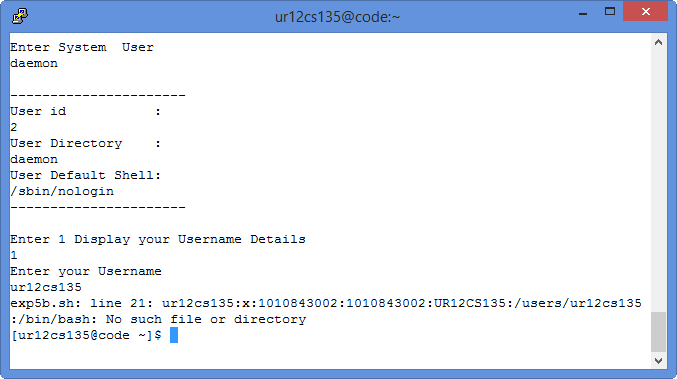 ur12cs135@code:~
Enter System  User
daemon
----------------------
User id           :
2
User Directory    :
daemon
User Default Shell:
/sbin/nologin
----------------------
Enter 1 Display your Username Details
1
Enter your Username
ur12cs135
exp5b.sh: line 21: ur12cs135:x:1010843002:1010843002:UR12CS135:/users/ur12cs135
:/bin/bash: No such file or directory
[ur12cs135@code ~]$